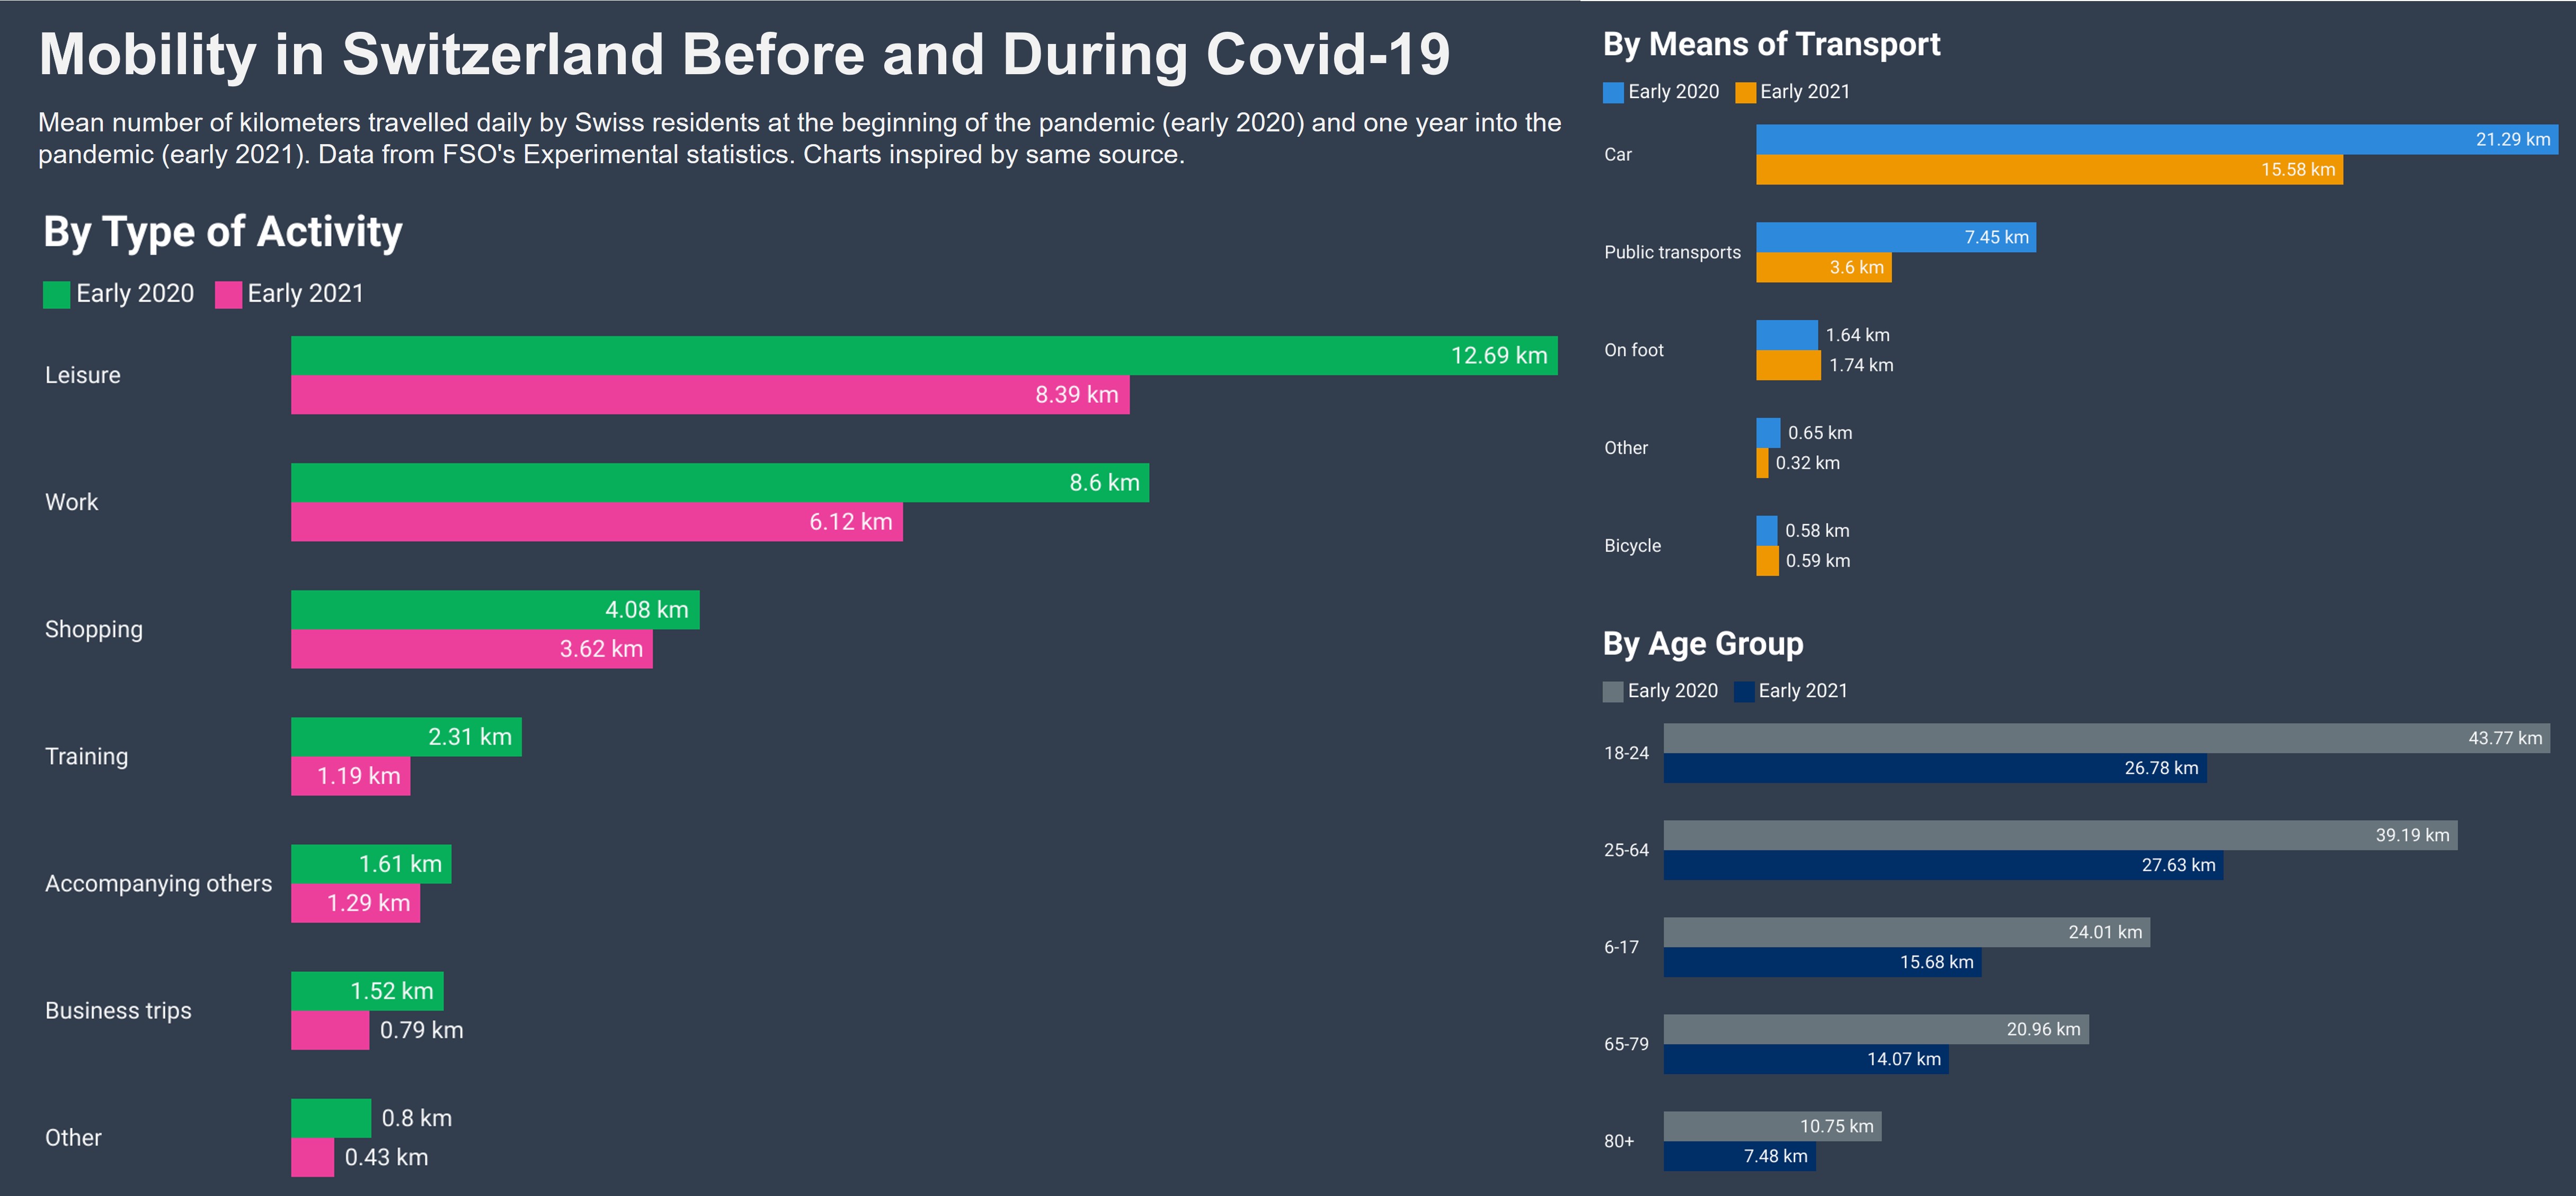 Mobility in Switzerland Before and During Covid-19
Mean number of kilometers travelled daily by Swiss residents at the beginning of the pandemic (early 2020) and one year into the
pandemic (early 2021). Data from FSO's Experimental statistics. Charts inspired by same source.
By Type of Activity
Early 2020 Early 2021
Leisure
12.69 km
8.39 km
Work
8.6 km
6.12 km
Shopping
4.08 km
3.62 km
Training
2.31 km
1.19 km
Accompanying others
1.61 km
1.29 km
Business trips
1.52 km
0.79 km
Other
0.8 km
0.43 km
By Means of Transport
Early 2020 Early 2021
Car
21.29 km
15.58 km
Public transports
7.45 km
3.6 km
On foot
1.64 km
1.74 km
Other
0.65 km
0.32 km
Bicycle
0.58 km
0.59 km
By Age Group
Early 2020 Early 2021
18-24
43.77 km
26.78 km
25-64
39.19 km
27.63 km
6-17
24.01 km
15.68 km
65-79
20.96 km
14.07 km
80+
10.75 km
7.48 km